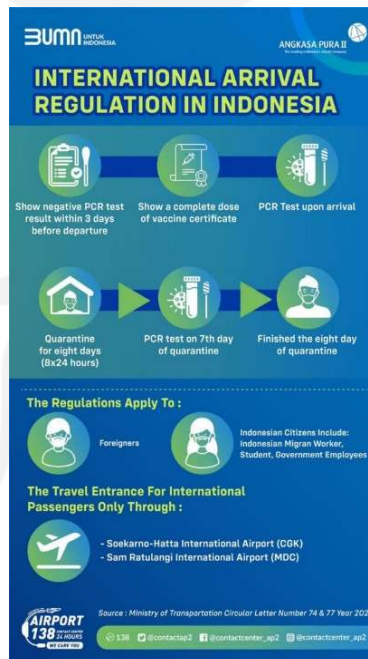 BUMN UNTUK INDONESIA
ANGKASA PURA II
INTERNATIONAL ARRIVAL
REGULATION IN INDONESIA
Show negative PCR test
result within 3 days
before departure
Show a complete dose
of vaccine certificate
PCR Test upon arrival
Quarantine
for eight days
(8x24 hours)
PCR test on 7th day
of quarantine
Finished the eight day
of quarantine
The Regulations Apply To :
Foreigners
Indonesian Citizens Include:
Indonesian Migran Worker,
Student, Government Employees
The Travel Entrance For International
Passengers Only Through :
- Soekarno-Hatta International Airport (CGK)
- Sam Ratulangi International Airport (MDC)
AIRPORT
138 CONTACT CENTER 24 HOURS
WE CARE YOU
Source : Ministry of Transportation Circular Letter Number 74 & 77 Year 202
138 @contactap2 @contactcenter_ap2 @contactcenter_ap2